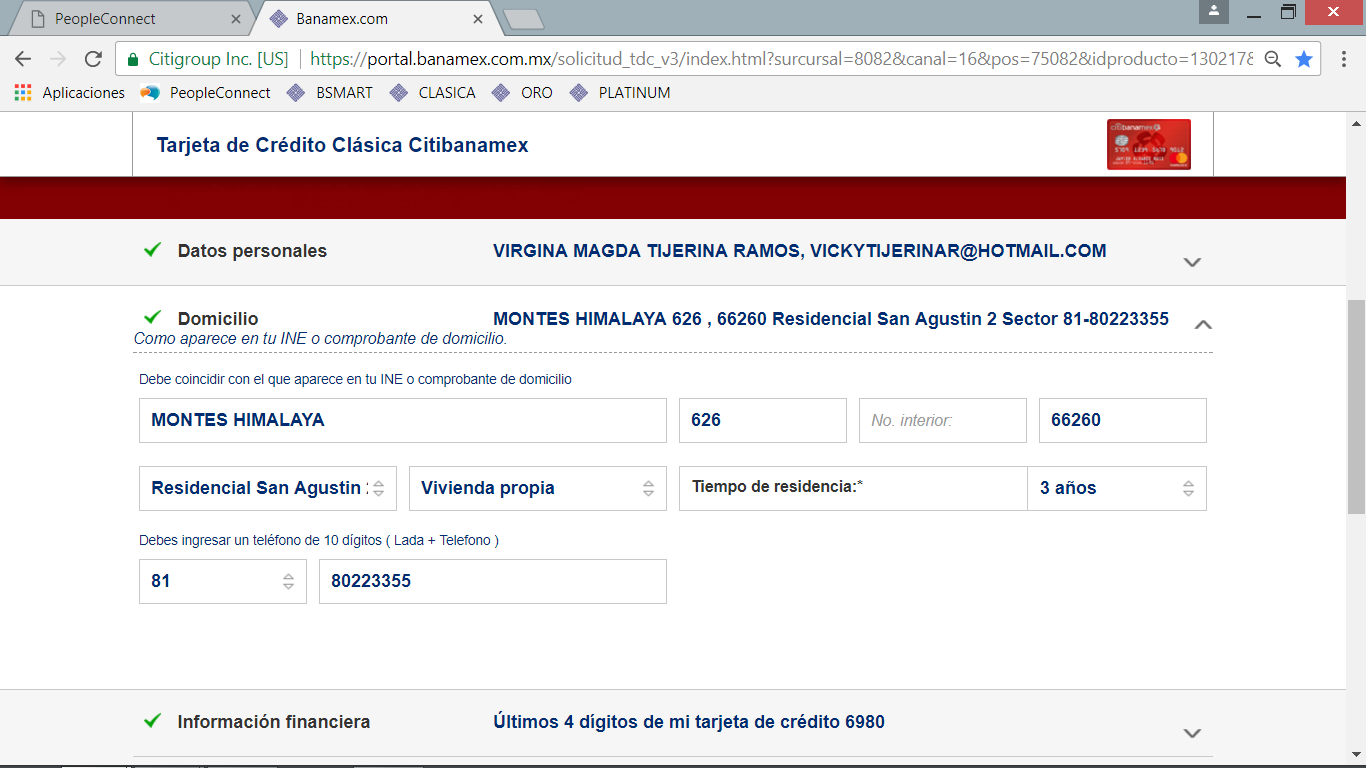 PeopleConnect
Banamex.com
Citigroup Inc. [US] https://portal.banamex.com.mx/solicitud_tdc_v3/index.html?surcursal=8082&canal=16&pos=75082&idproducto=130217&
Aplicaciones PeopleConnect BSMART CLASICA ORO PLATINUM
Tarjeta de Crédito Clásica Citibanamex
citibanamex
Datos personales VIRGINA MAGDA TIJERINA RAMOS, VICKYTIJERINAR@HOTMAIL.COM
Domicilio MONTES HIMALAYA 626 , 66260 Residencial San Agustin 2 Sector 81-80223355
Como aparece en tu INE o comprobante de domicilio.
Debe coincidir con el que aparece en tu INE o comprobante de domicilio
MONTES HIMALAYA 626 No. interior: 66260
Residencial San Agustin Vivienda propia Tiempo de residencia:* 3 años
Debes ingresar un teléfono de 10 dígitos ( Lada + Telefono )
81 80223355
Información financiera Últimos 4 dígitos de mi tarjeta de crédito 6980